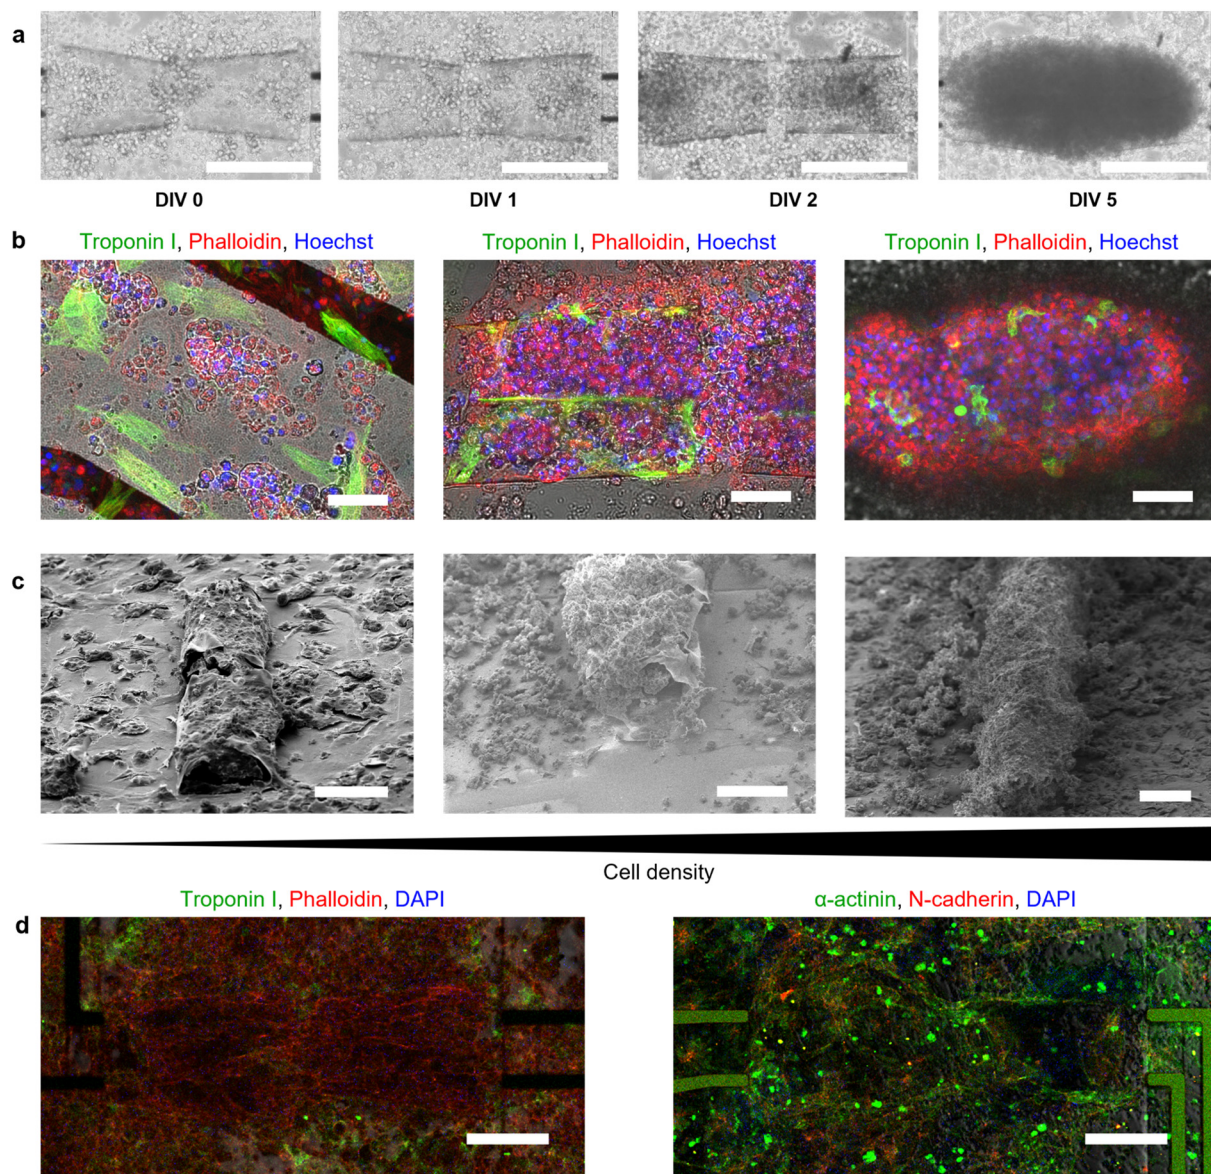 a
DIV 0
DIV 1
DIV 2
DIV 5
b
Troponin I, Phalloidin, Hoechst
Troponin I, Phalloidin, Hoechst
Troponin I, Phalloidin, Hoechst
c
Cell density
Troponin I, Phalloidin, DAPI
α-actinin, N-cadherin, DAPI
d